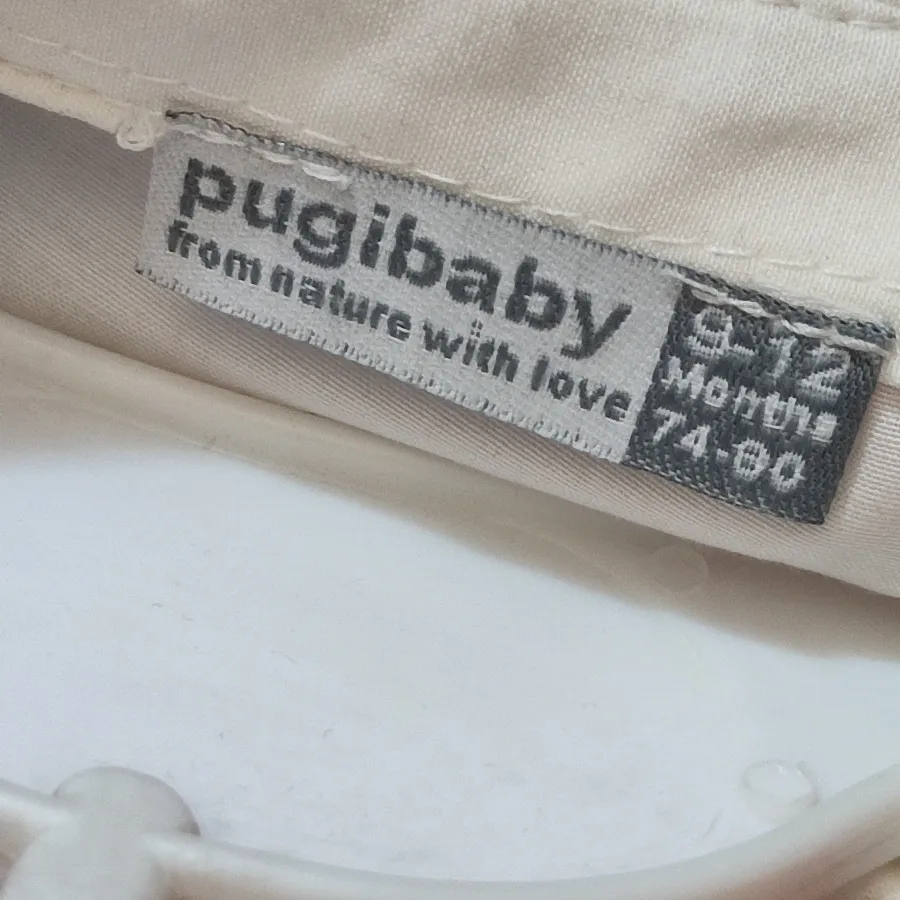 pugibaby
from nature with love
9-12
Months
74-80